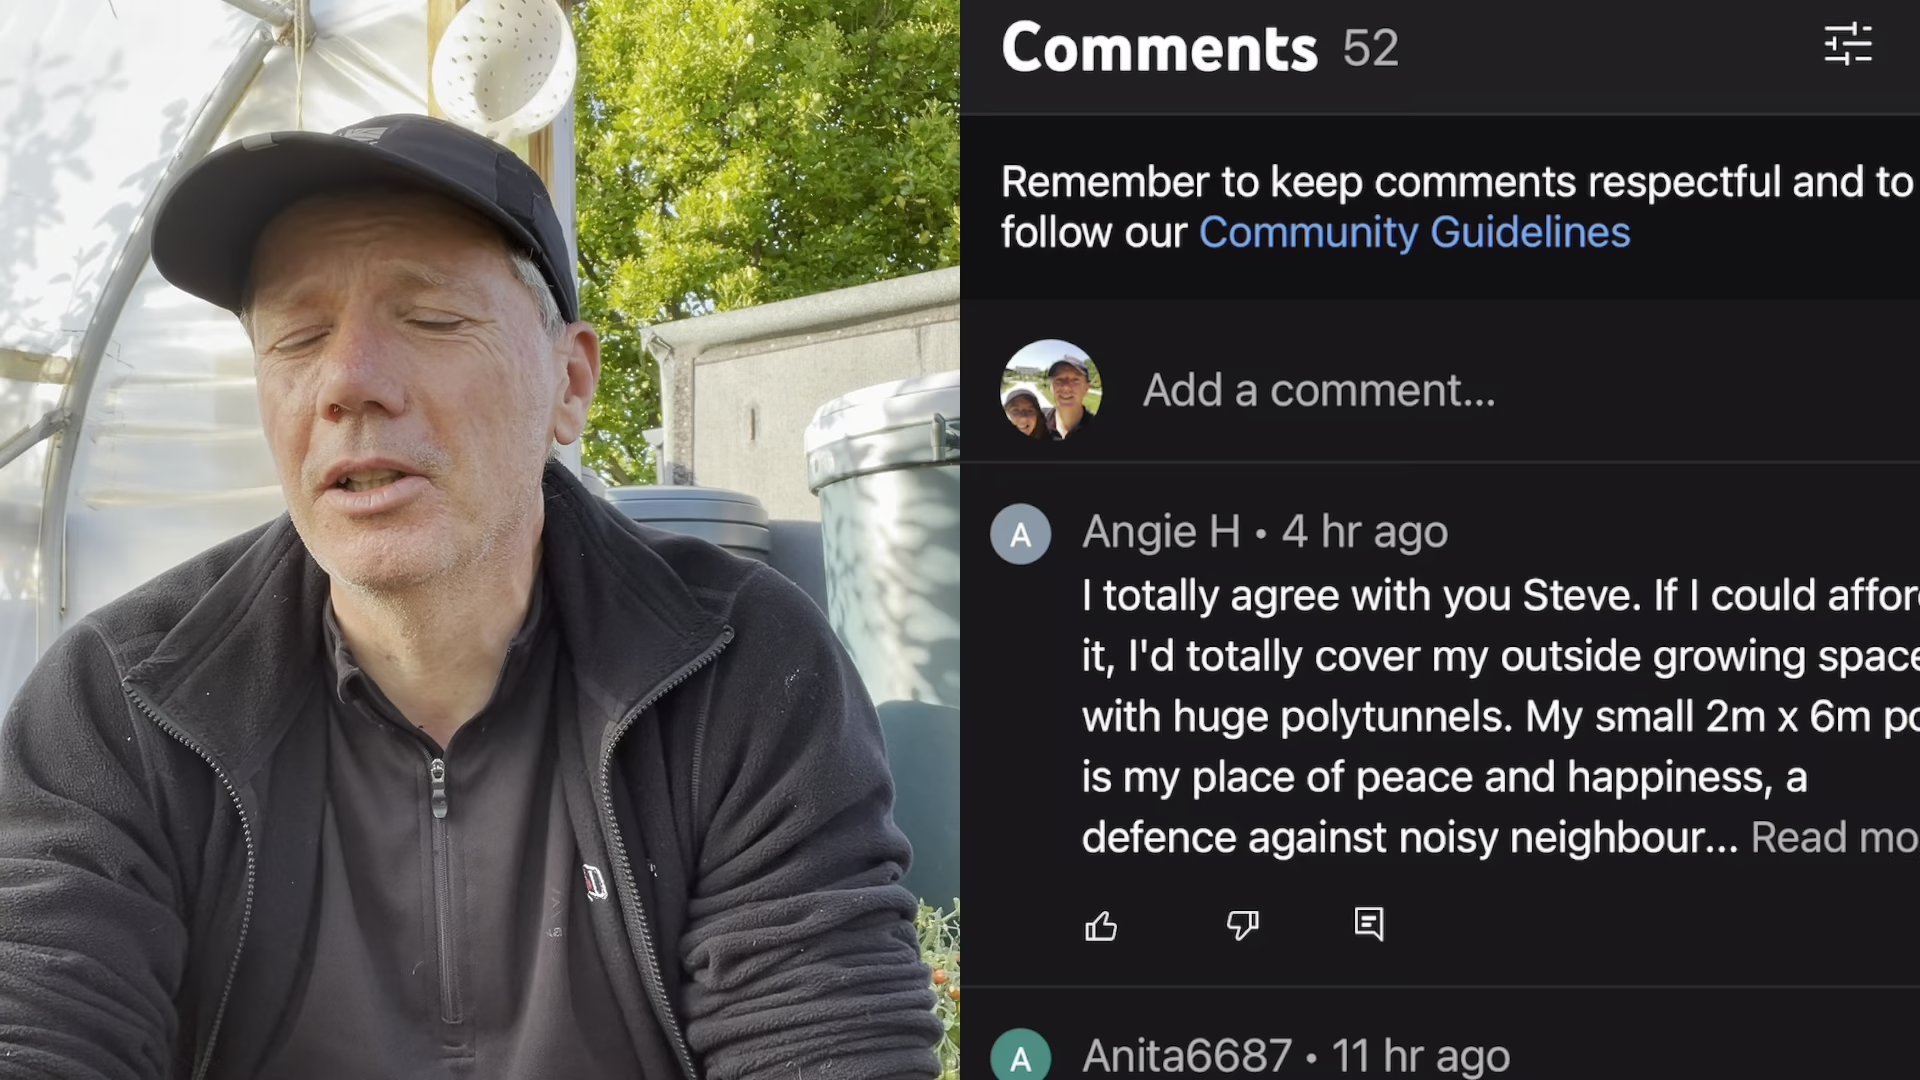 Comments 52
Remember to keep comments respectful and to
follow our Community Guidelines
Add a comment...
A Angie H • 4 hr ago
I totally agree with you Steve. If I could affor
it, I'd totally cover my outside growing space
with huge polytunnels. My small 2m x 6m po
is my place of peace and happiness, a
defence against noisy neighbour... Read mo
A Anita6687 • 11 hr ago